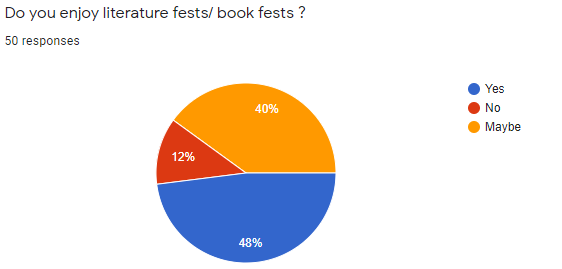 Do you enjoy literature fests/ book fests ?
50 responses
40%
12%
48%
Yes
No
Maybe